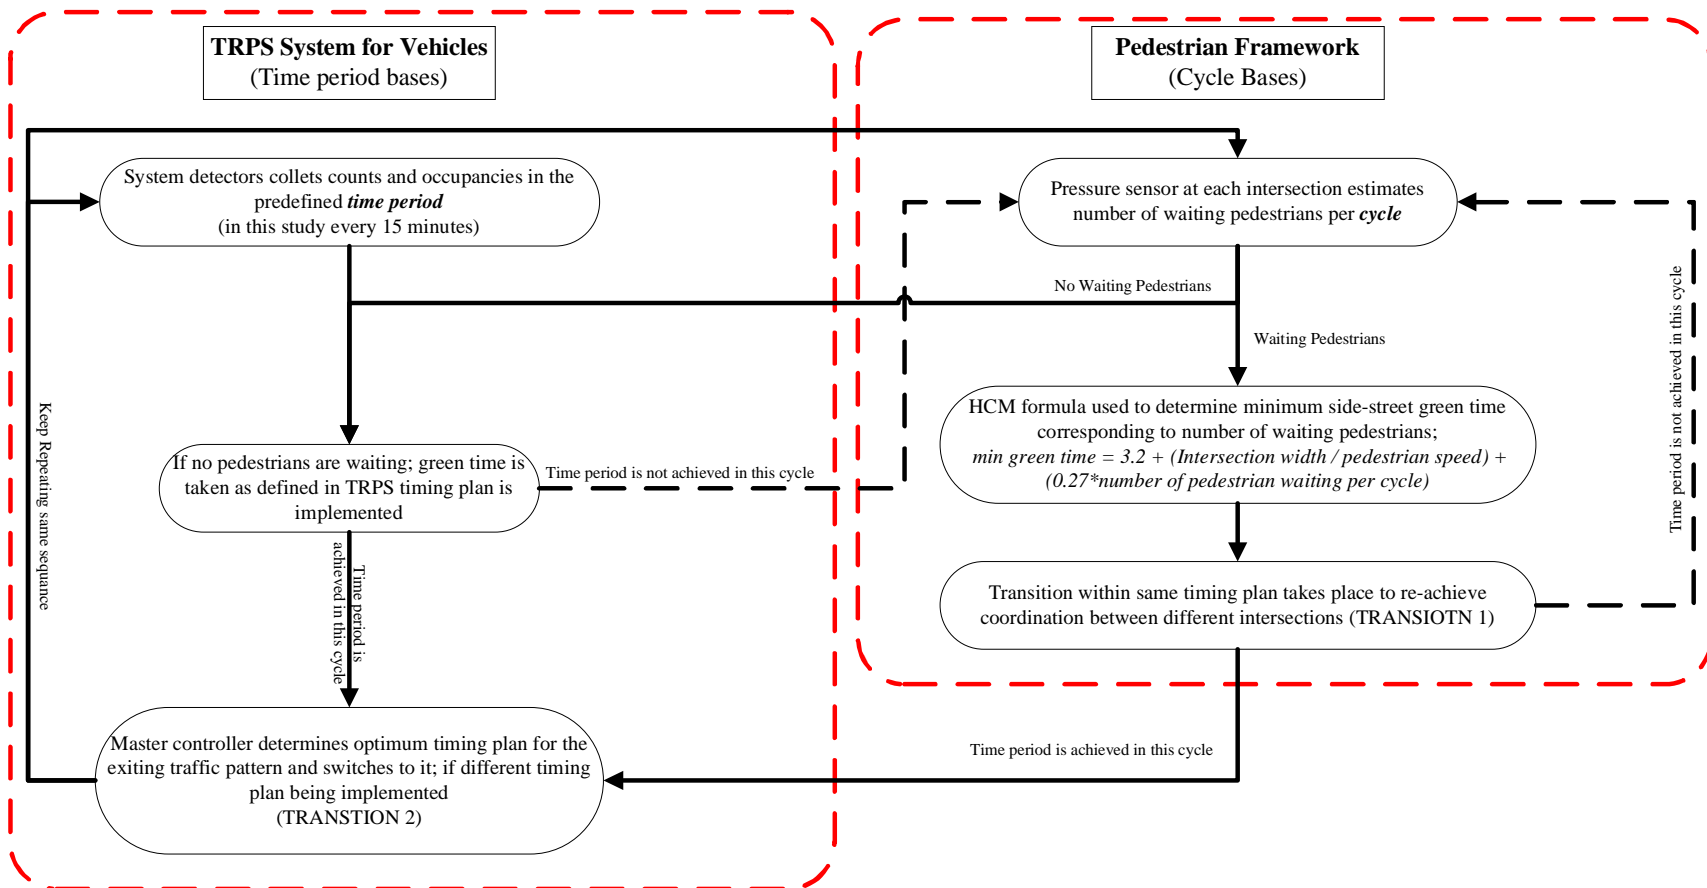 TRPS System for Vehicles
(Time period bases)
Pedestrian Framework
(Cycle Bases)
System detectors collets counts and occupancies in the
predefined time period
(in this study every 15 minutes)
Pressure sensor at each intersection estimates
number of waiting pedestrians per cycle
No Waiting Pedestrians
Waiting Pedestrians
Time period is not achieved in this cycle
HCM formula used to determine minimum side-street green time
corresponding to number of waiting pedestrians;
min green time = 3.2 + (Intersection width / pedestrian speed) +
(0.27*number of pedestrian waiting per cycle)
If no pedestrians are waiting; green time is
taken as defined in TRPS timing plan is
implemented
Time period is not achieved in this cycle
Keep Repeating same sequance
Time period is
achieved in this cycle
Transition within same timing plan takes place to re-achieve
coordination between different intersections (TRANSIOTN 1)
Time period is achieved in this cycle
Master controller determines optimum timing plan for the
exiting traffic pattern and switches to it; if different timing
plan being implemented
(TRANSTION 2)